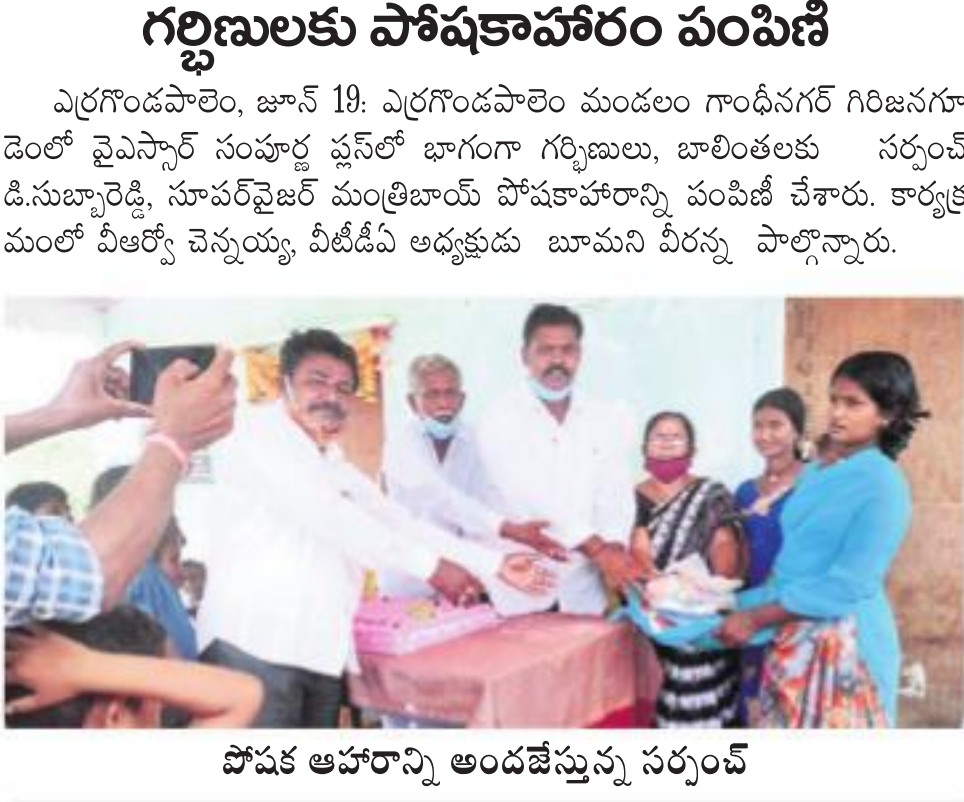 గర్భిణులకు పోషకాహారం పంపిణీ
ఎర్రగొండపాలెం, జూన్ 19: ఎర్రగొండపాలెం మండలం గాంధీనగర్ గిరిజనగూ
డెంలో వైఎస్సార్ సంపూర్ణ ప్లస్‌లో భాగంగా గర్భిణులు, బాలింతలకు సర్పంచ్
డి.సుబ్బారెడ్డి, సూపర్‌వైజర్ మంత్రిబాయ్ పోషకాహారాన్ని పంపిణీ చేశారు. కార్యక్ర
మంలో వీఆర్వో చెన్నయ్య, వీటీడీఏ అధ్యక్షుడు బూమని వీరన్న పాల్గొన్నారు.
పోషక ఆహారాన్ని అందజేస్తున్న సర్పంచ్